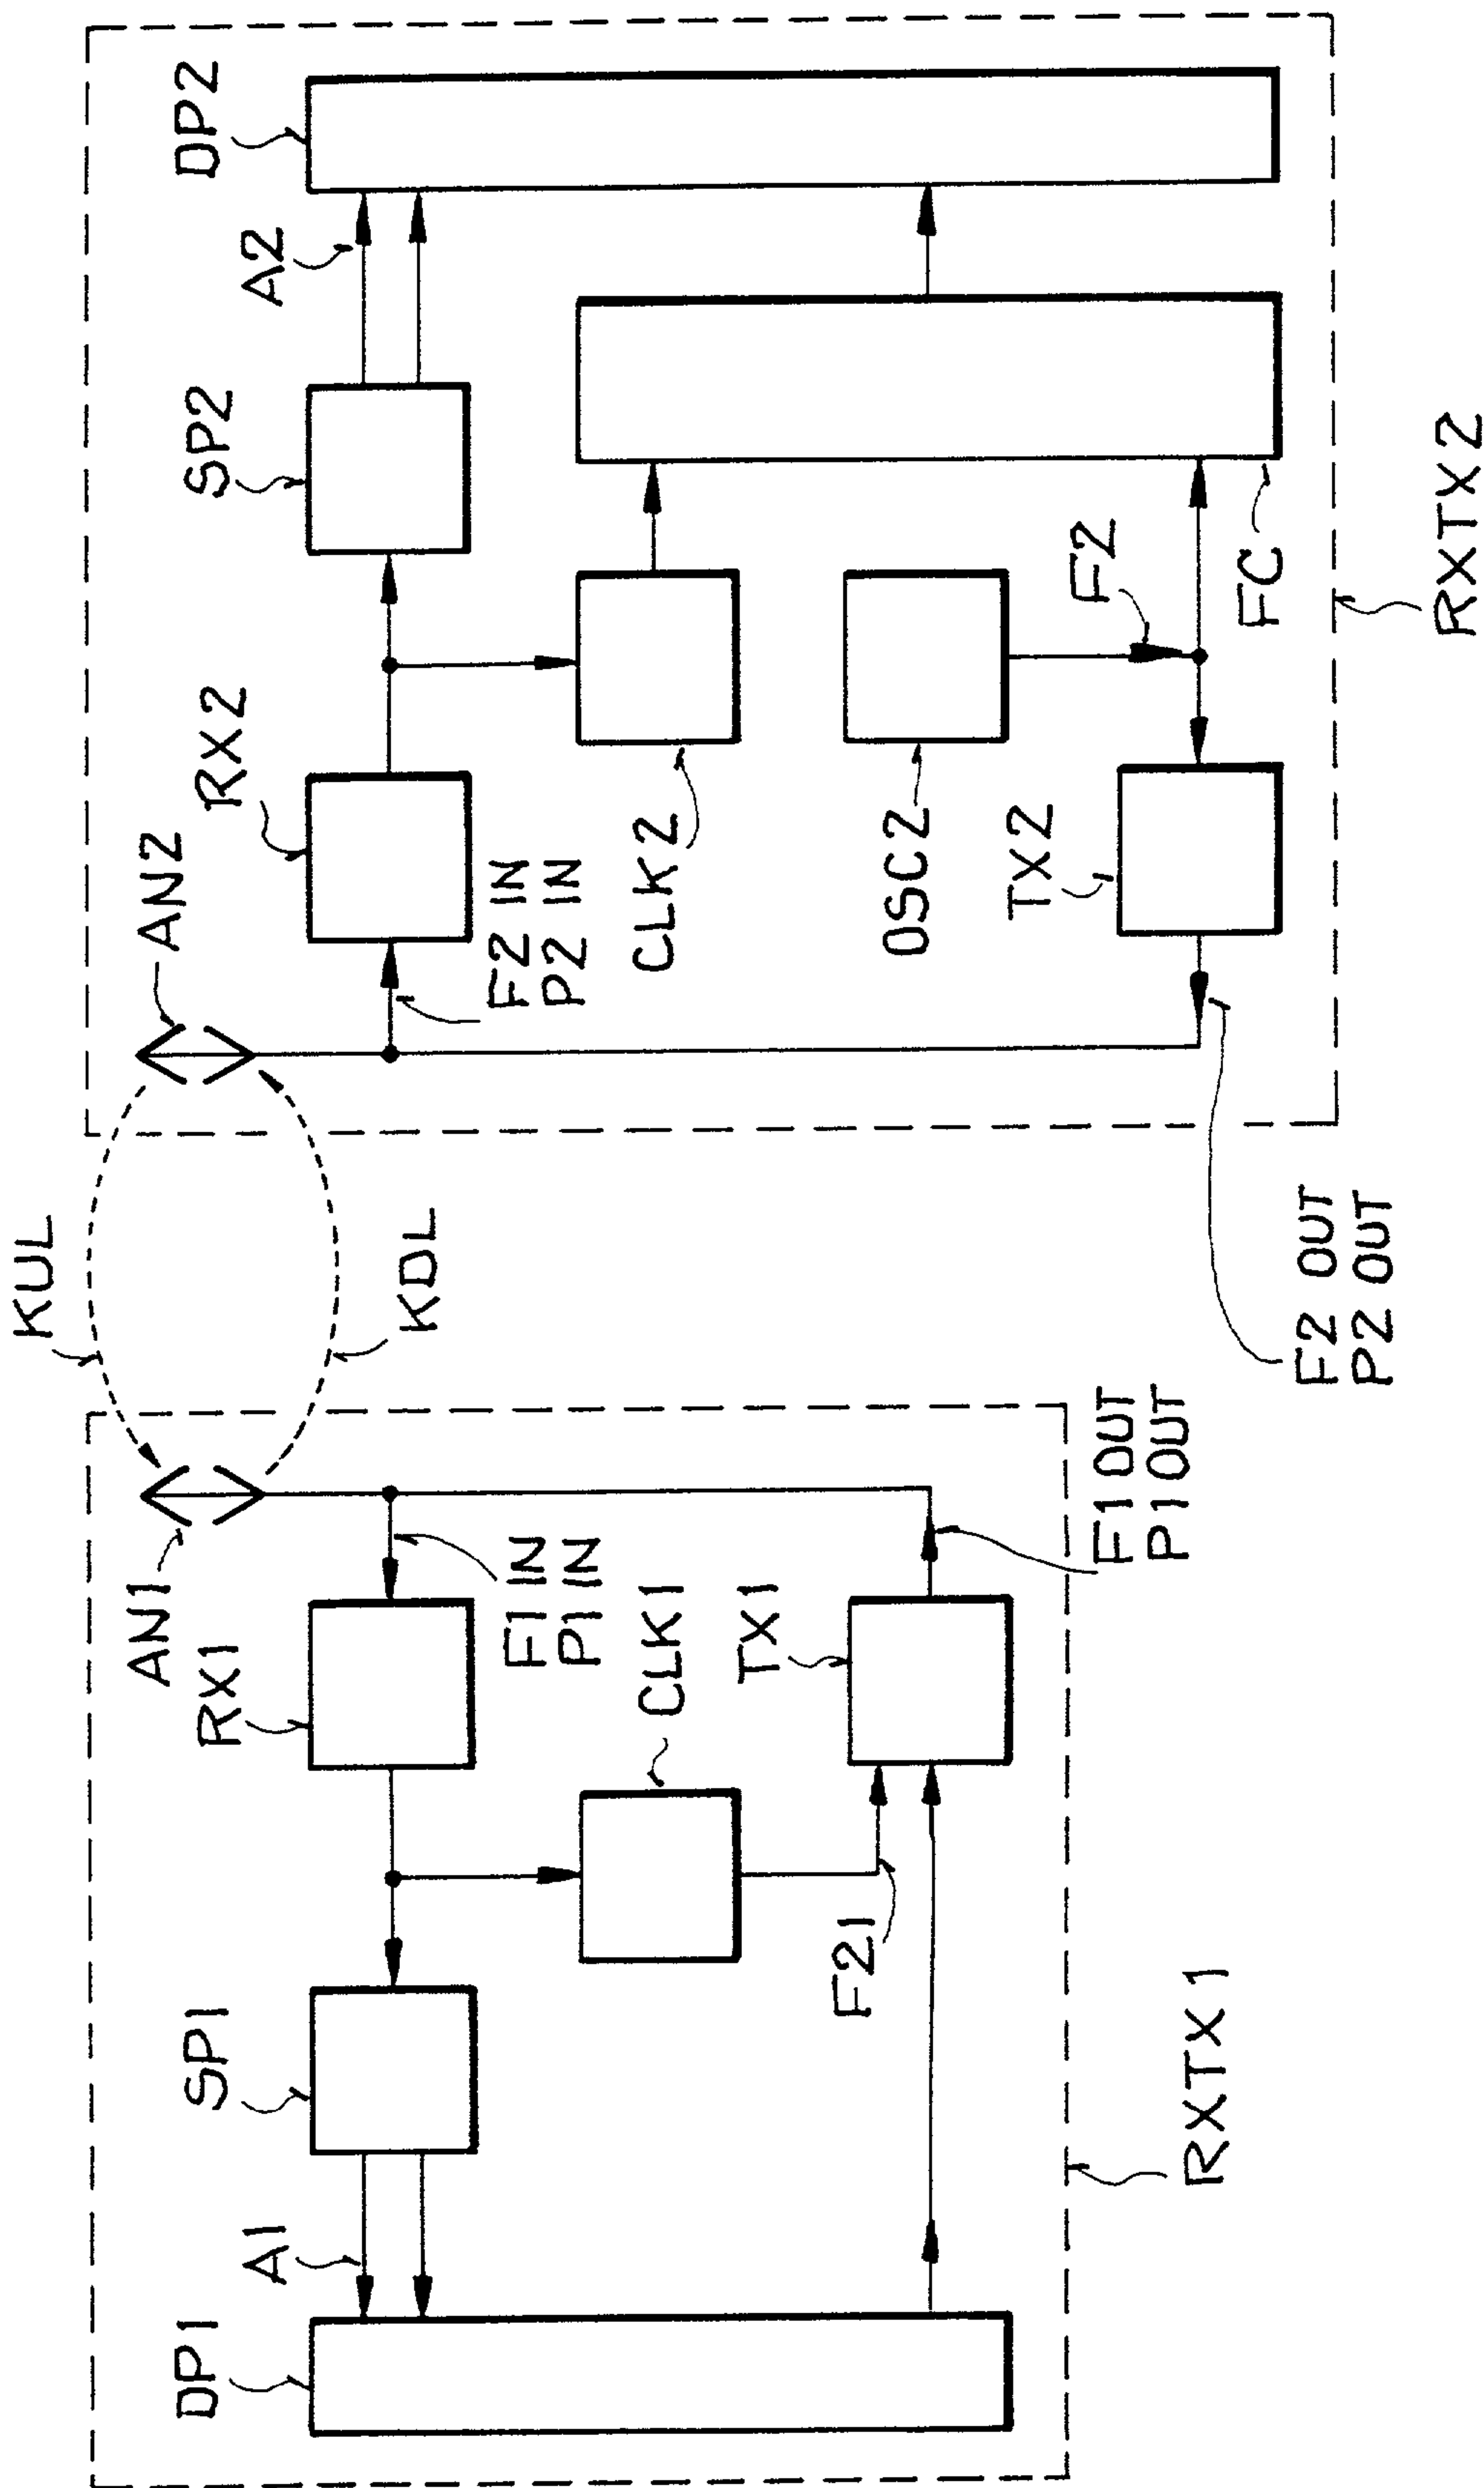 KUL
KDL
AN1
RX1
F1 IN
P1 IN
SP1
A1
DP1
CLK1
F21
TX1
F1 OUT
P1 OUT
RXTX1
AN2
RX2
F2 IN
P2 IN
SP2
A2
DP2
CLK2
OSC2
F2
TX2
FC
F2 OUT
P2 OUT
RXTX2